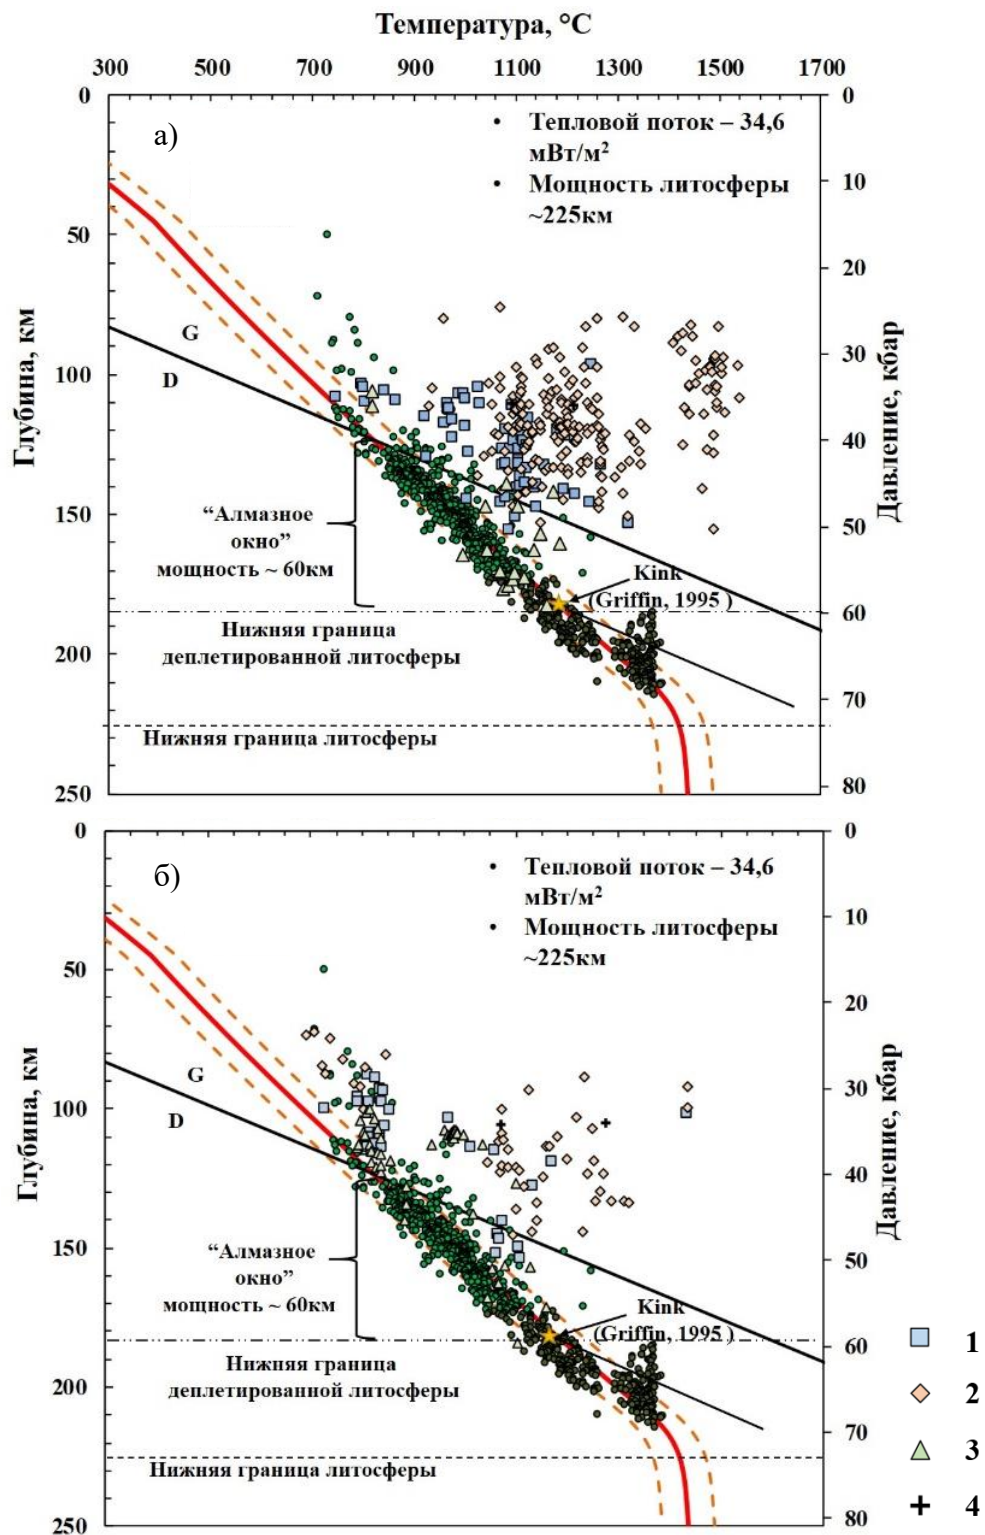 Температура, °C
300 500 700 900 1100 1300 1500 1700
0
50
100
150
200
250
Глубина, км
0
10
20
30
40
50
60
70
80
Давление, кбар
а)
• Тепловой поток – 34,6
мВт/м²
• Мощность литосферы
~225км
G
D
“Алмазное
окно”
мощность ~ 60км
Kink
(Griffin, 1995 )
Нижняя граница
деплетированной литосферы
Нижняя граница литосферы
0
50
100
150
200
250
Глубина, км
0
10
20
30
40
50
60
70
80
Давление, кбар
б)
• Тепловой поток – 34,6
мВт/м²
• Мощность литосферы
~225км
G
D
“Алмазное
окно”
мощность ~ 60км
Kink
(Griffin, 1995 )
Нижняя граница
деплетированной литосферы
Нижняя граница литосферы
1
2
3
4